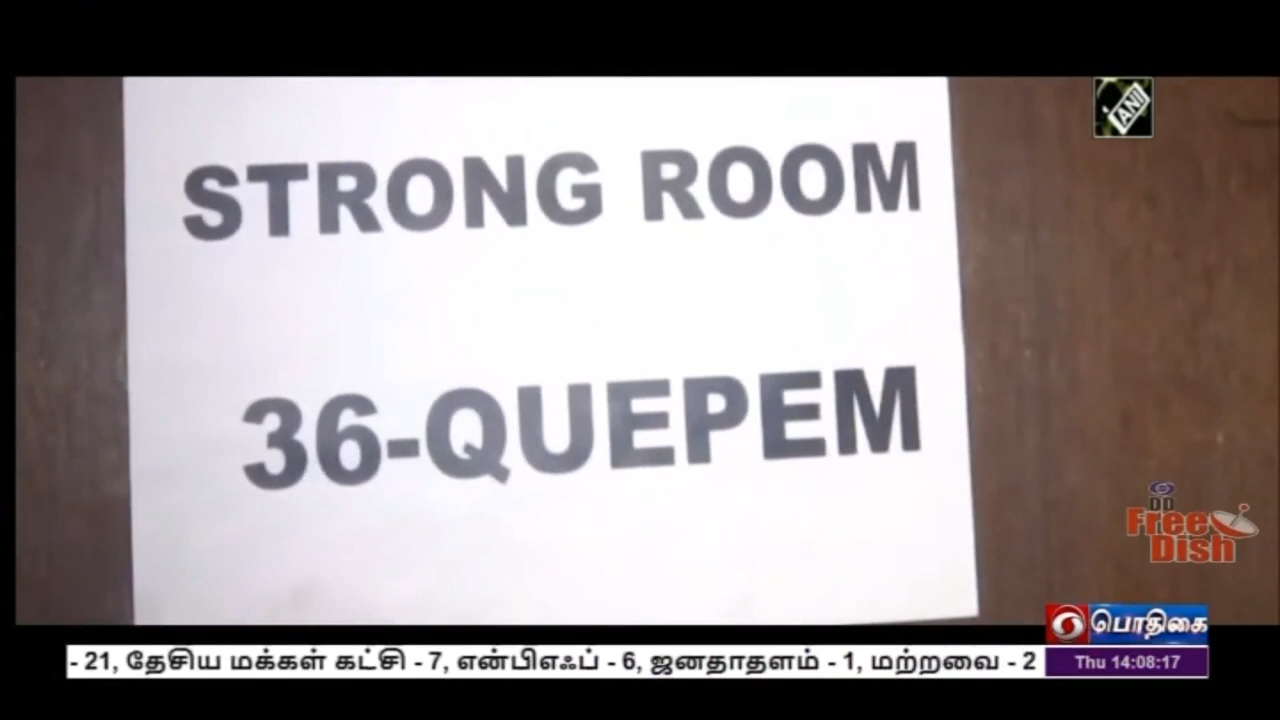 ANI
STRONG ROOM
36-QUEPEM
DD
Free
Dish
பொதிகை
- 21, தேசிய மக்கள் கட்சி - 7, என்பிஎஃப் - 6, ஜனதாதளம் - 1, மற்றவை - 2
Thu 14:08:17